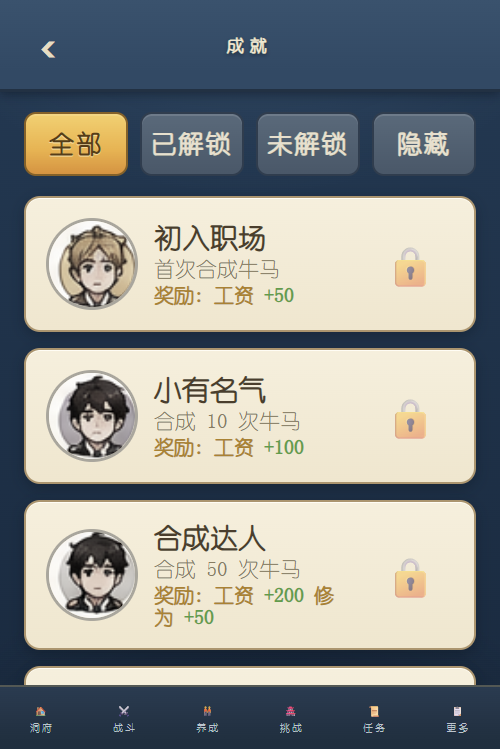 成就
全部 已解锁 未解锁 隐藏
初入职场
首次合成牛马
奖励: 工资 +50
小有名气
合成 10 次牛马
奖励: 工资 +100
合成达人
合成 50 次牛马
奖励: 工资 +200 修
为 +50
洞府 战斗 养成 挑战 任务 更多